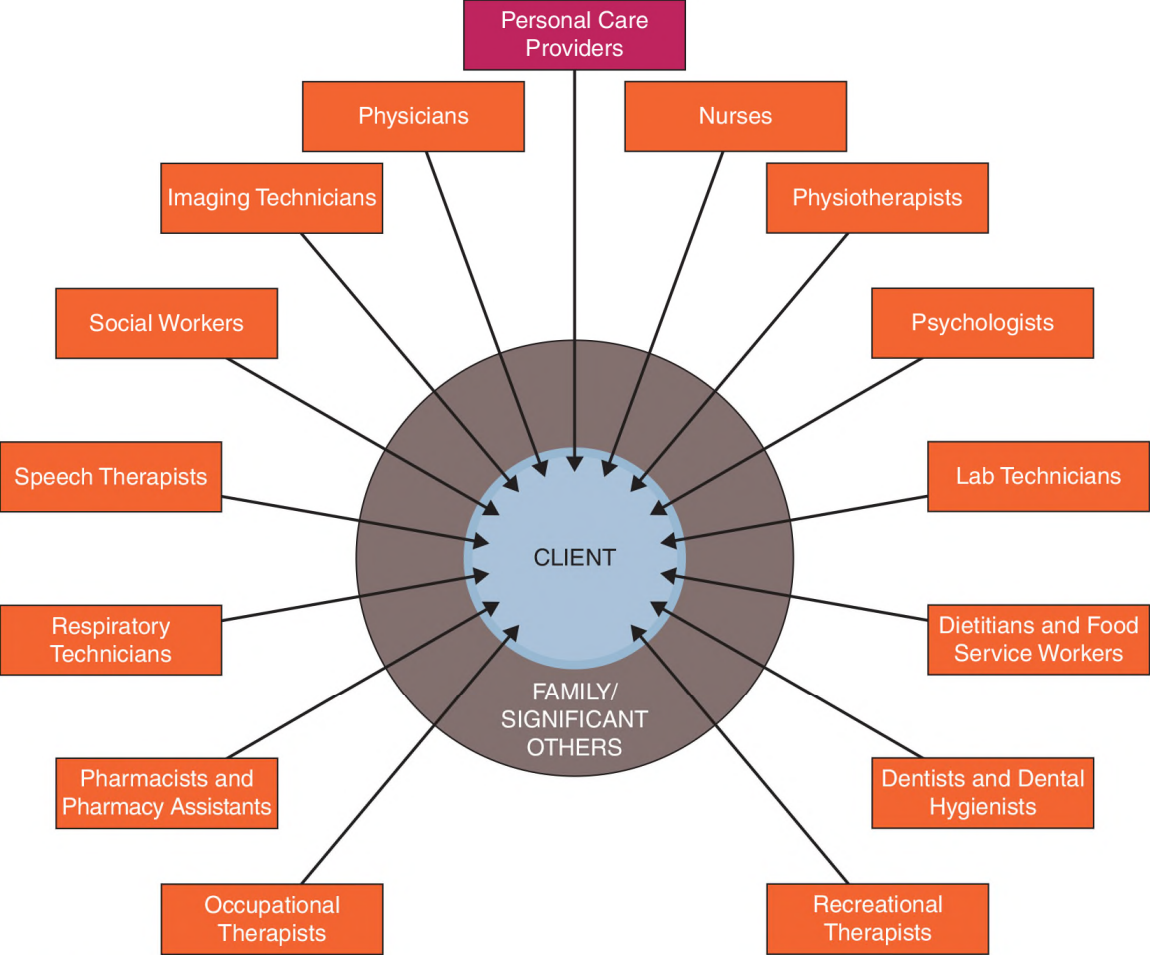 Personal Care
Providers
Physicians
Nurses
Imaging Technicians
Physiotherapists
Social Workers
Psychologists
Speech Therapists
Lab Technicians
CLIENT
Respiratory
Technicians
Dietitians and Food
Service Workers
FAMILY/
SIGNIFICANT
OTHERS
Pharmacists and
Pharmacy Assistants
Dentists and Dental
Hygienists
Occupational
Therapists
Recreational
Therapists